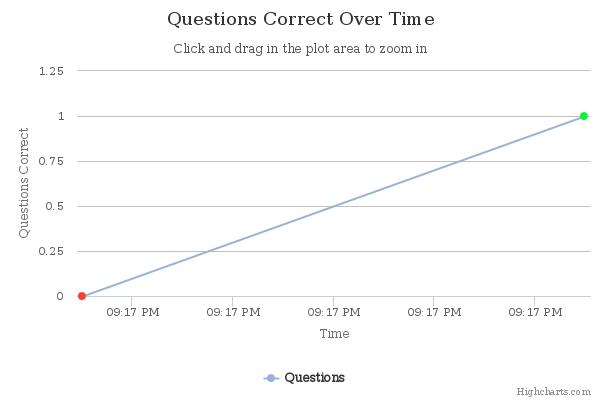 Questions Correct Over Time
Click and drag in the plot area to zoom in
Questions Correct
1.25
1
0.75
0.5
0.25
0
09:17 PM 09:17 PM 09:17 PM 09:17 PM 09:17 PM
Time
Questions
Highcharts.com